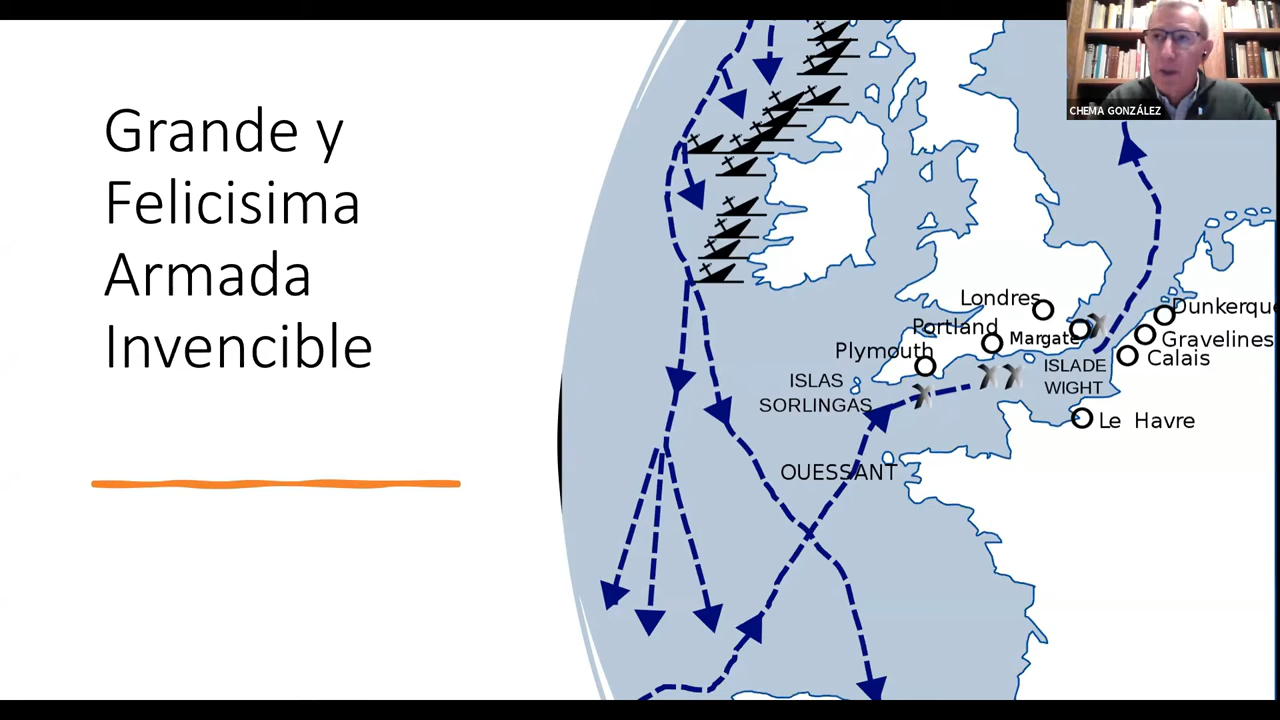 Grande y
Felicisima
Armada
Invencible
CHEMA GONZÁLEZ
Londres
Dunkerqu
Portland
Margate
Gravelines
Plymouth
Calais
ISLAS
SORLINGAS
ISLADE
WIGHT
Le Havre
OUESSANT